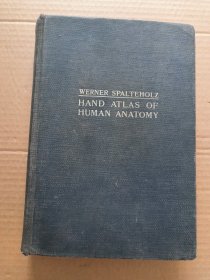 WERNER SPALTEHOLZ
HAND ATLAS OF
HUMAN ANATOMY